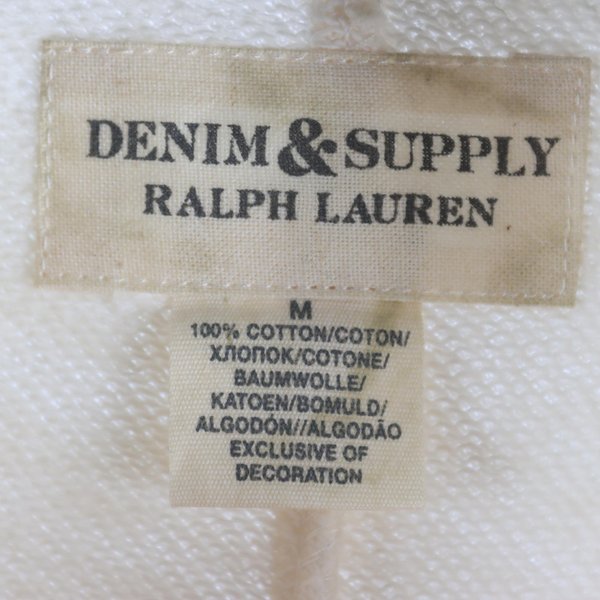 DENIM & SUPPLY
RALPH LAUREN
M
100% COTTON/COTON/
ХЛОПОК/COTONE/
BAUMWOLLE/
KATOEN/BOMULD/
ALGODÓN//ALGODÃO
EXCLUSIVE OF
DECORATION